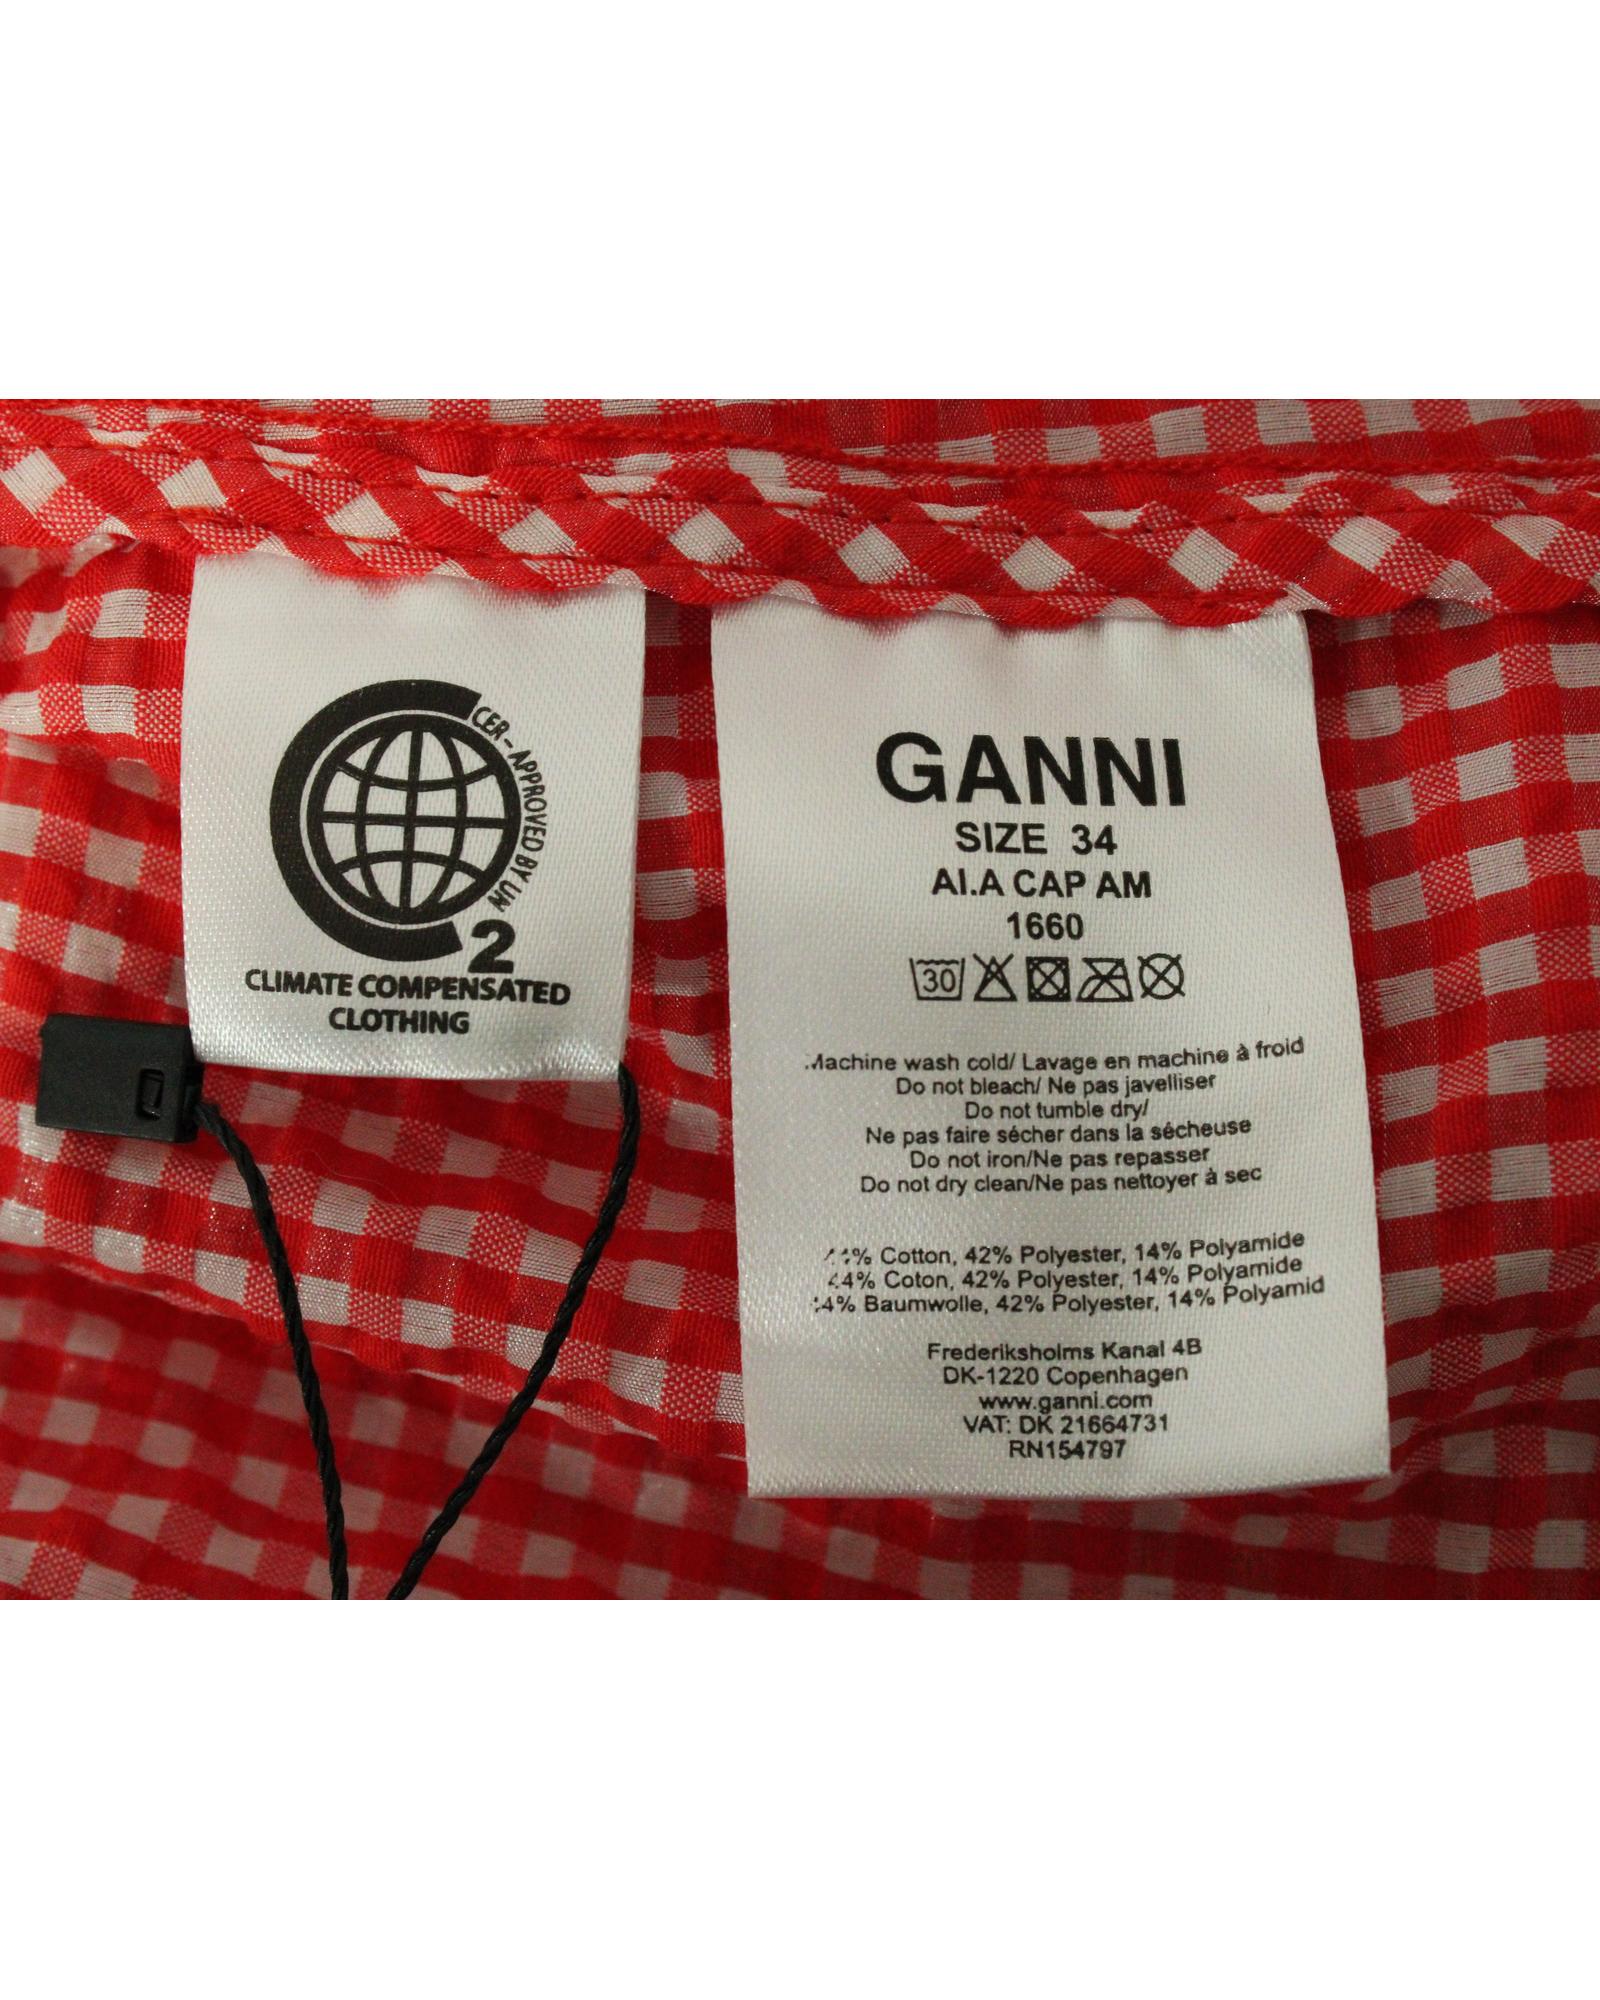 CER - APPROVED BY UN
2
CLIMATE COMPENSATED
CLOTHING
GANNI
SIZE 34
AI.A CAP AM
1660
30
Machine wash cold/ Lavage en machine à froid
Do not bleach/ Ne pas javelliser
Do not tumble dry/
Ne pas faire sécher dans la sécheuse
Do not iron/Ne pas repasser
Do not dry clean/Ne pas nettoyer à sec
44% Cotton, 42% Polyester, 14% Polyamide
44% Coton, 42% Polyester, 14% Polyamide
44% Baumwolle, 42% Polyester, 14% Polyamid
Frederiksholms Kanal 4B
DK-1220 Copenhagen
www.ganni.com
VAT: DK 21664731
RN154797